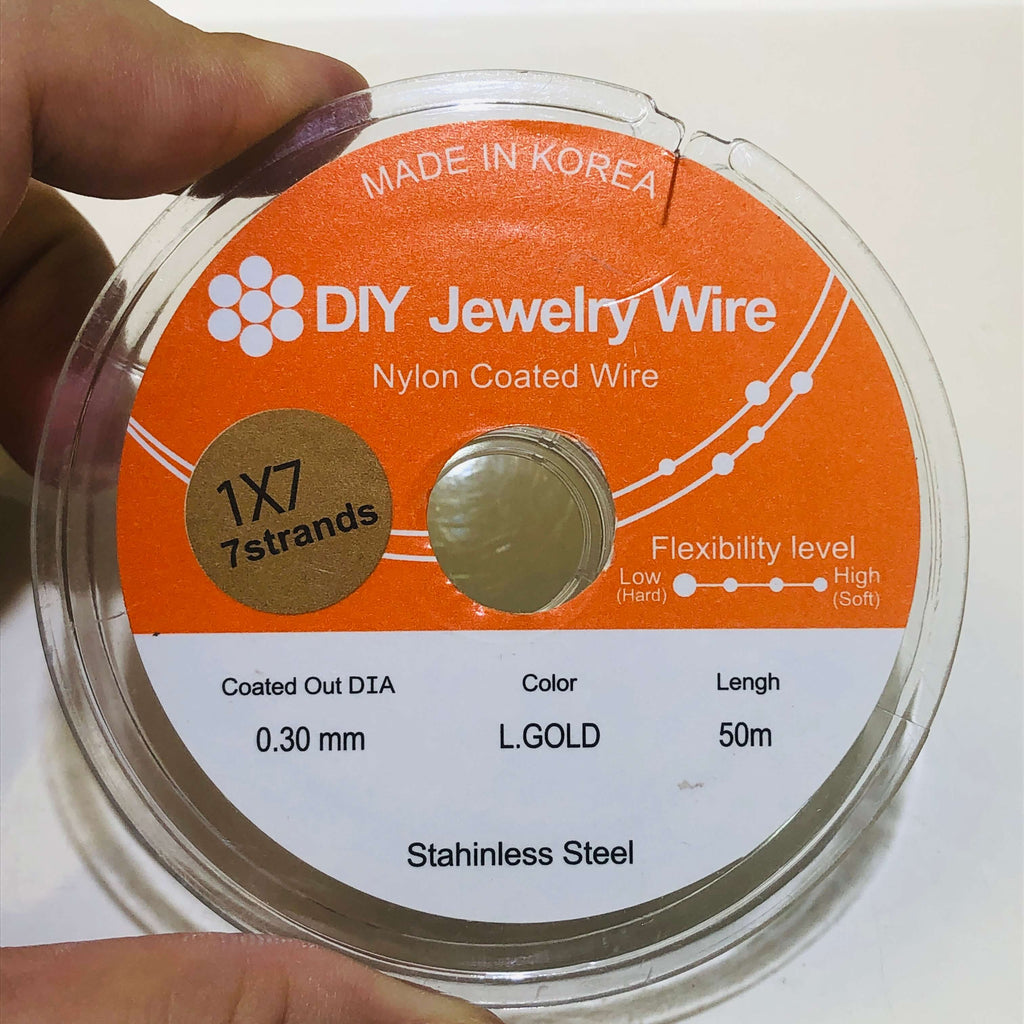 MADE IN KOREA
DIY Jewelry Wire
Nylon Coated Wire
1X7
7strands
Flexibility level
Low High
(Hard) (Soft)
Coated Out DIA Color Lengh
0.30 mm L.GOLD 50m
Stahinless Steel